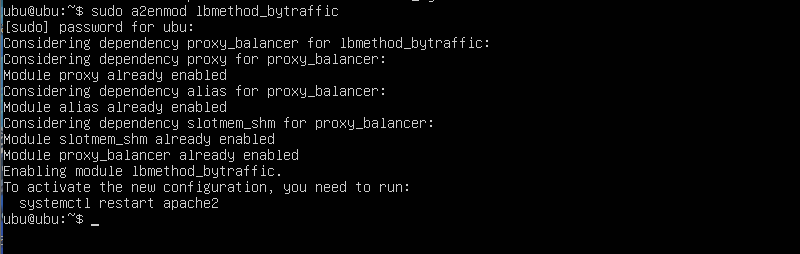 ubu@ubu:~$ sudo a2enmod lbmethod_bytraffic
[sudo] password for ubu:
Considering dependency proxy_balancer for lbmethod_bytraffic:
Considering dependency proxy for proxy_balancer:
Module proxy already enabled
Considering dependency alias for proxy_balancer:
Module alias already enabled
Considering dependency slotmem_shm for proxy_balancer:
Module slotmem_shm already enabled
Module proxy_balancer already enabled
Enabling module lbmethod_bytraffic.
To activate the new configuration, you need to run:
  systemctl restart apache2
ubu@ubu:~$ _